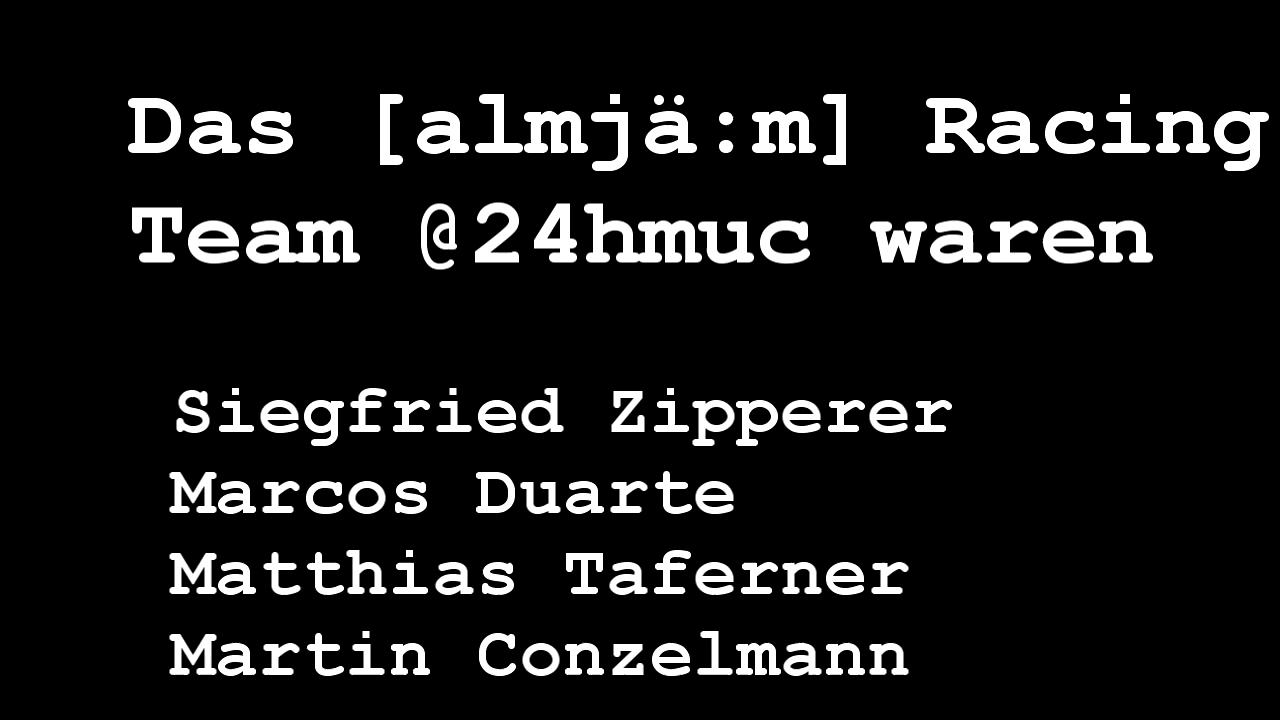 Das [almjä:m] Racing
Team @24hmuc waren
Siegfried Zipperer
Marcos Duarte
Matthias Taferner
Martin Conzelmann